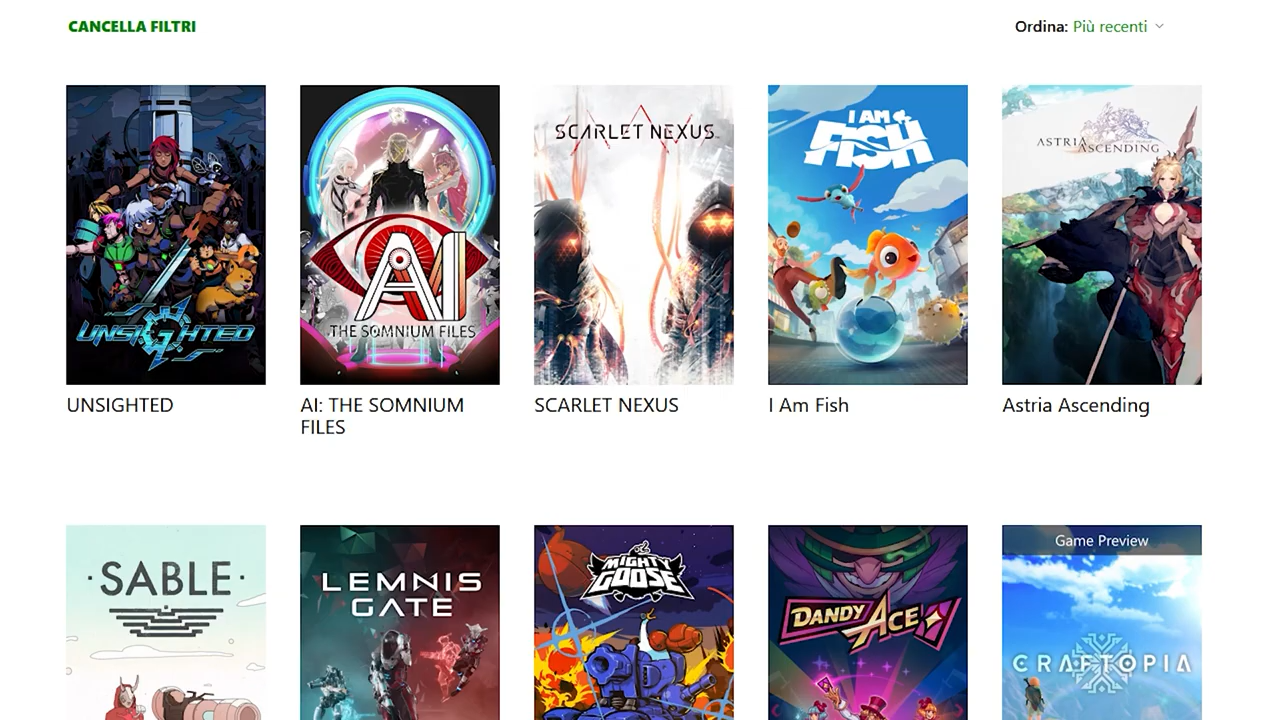 CANCELLA FILTRI
Ordina: Più recenti
UNSIGHTED
AI
THE SOMNIUM FILES
SCARLET NEXUS
I AM
FISH
ASTRIA
ASCENDING
UNSIGHTED
AI: THE SOMNIUM
FILES
SCARLET NEXUS
I Am Fish
Astria Ascending
·SABLE·
LEMNIS
GATE
MIGHTY
GOOSE
DANDY ACE
Game Preview
CRAFTOPIA